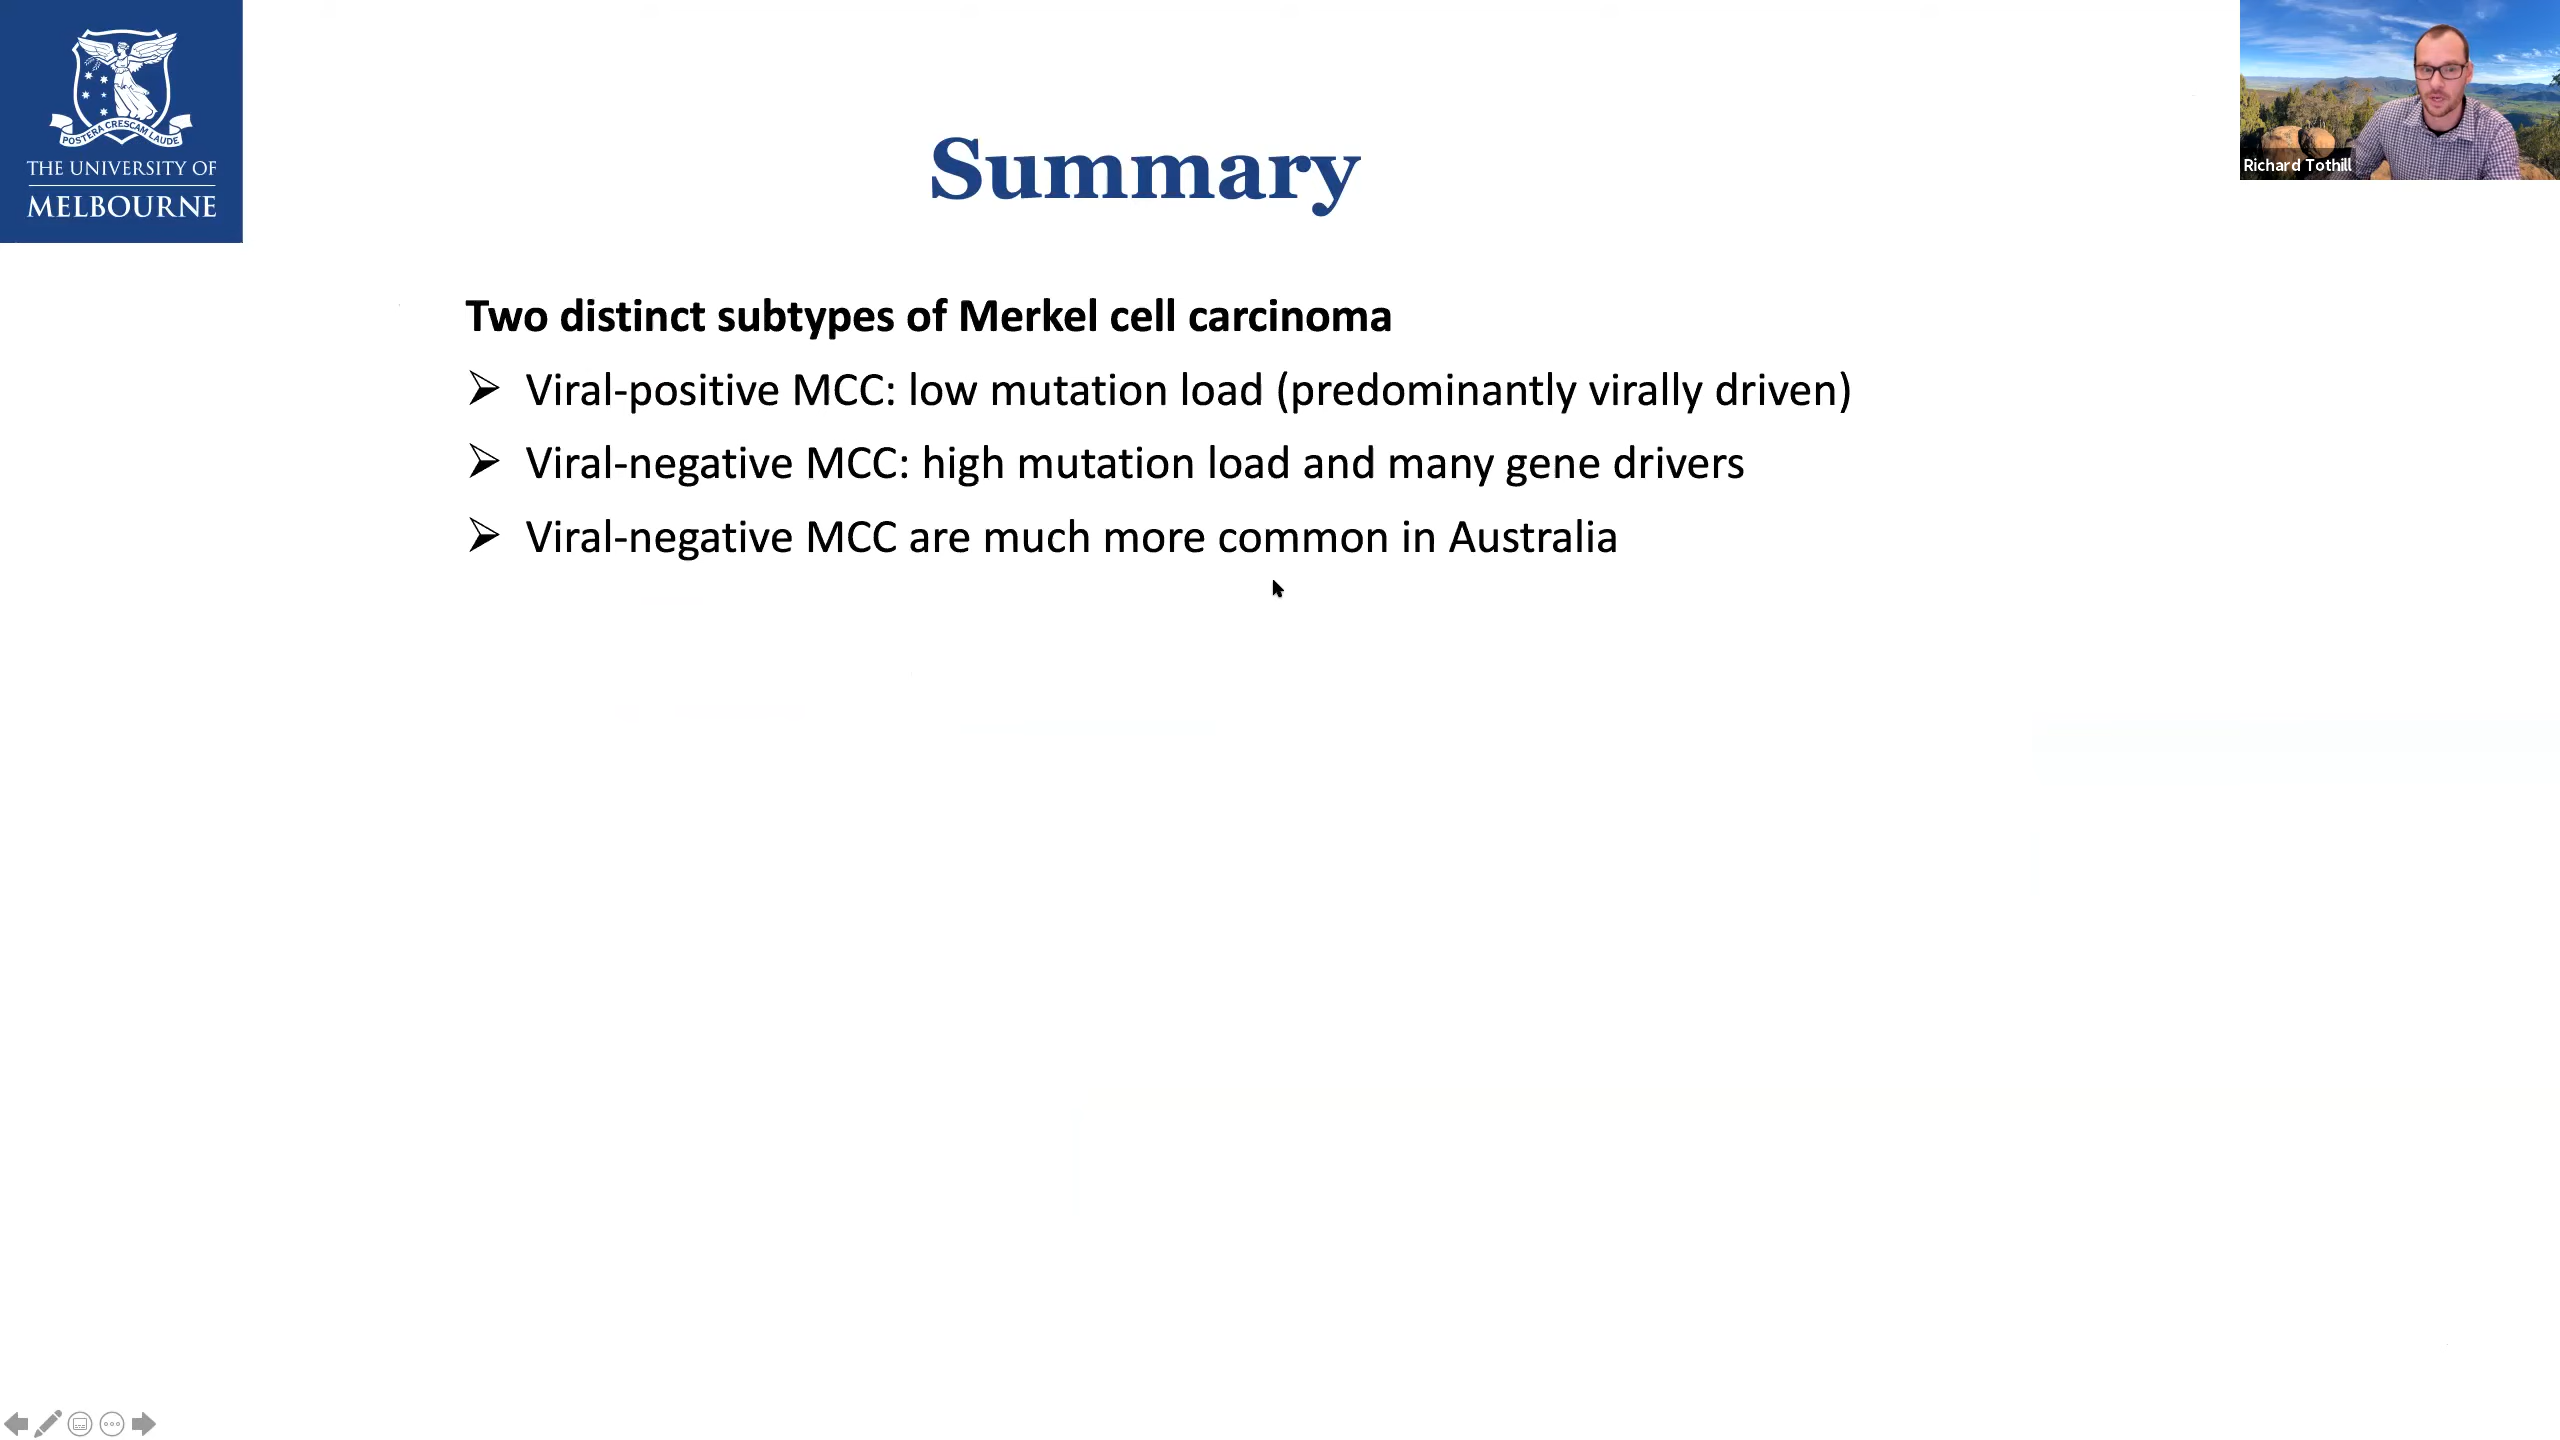 POSTERA CRESCAM LAUDE
THE UNIVERSITY OF
MELBOURNE
Richard Tothill
Summary
Two distinct subtypes of Merkel cell carcinoma
➢ Viral-positive MCC: low mutation load (predominantly virally driven)
➢ Viral-negative MCC: high mutation load and many gene drivers
➢ Viral-negative MCC are much more common in Australia